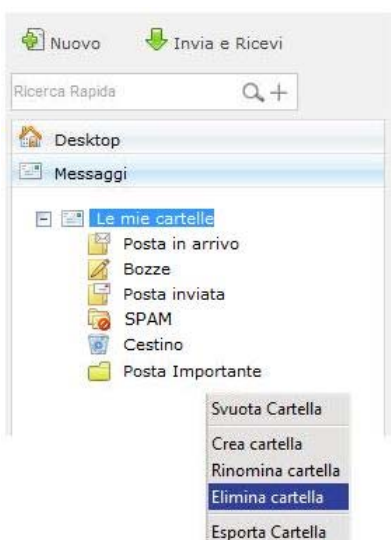 Nuovo Invia e Ricevi
Ricerca Rapida
Desktop
Messaggi
Le mie cartelle
Posta in arrivo
Bozze
Posta inviata
SPAM
Cestino
Posta Importante
Svuota Cartella
Crea cartella
Rinomina cartella
Elimina cartella
Esporta Cartella